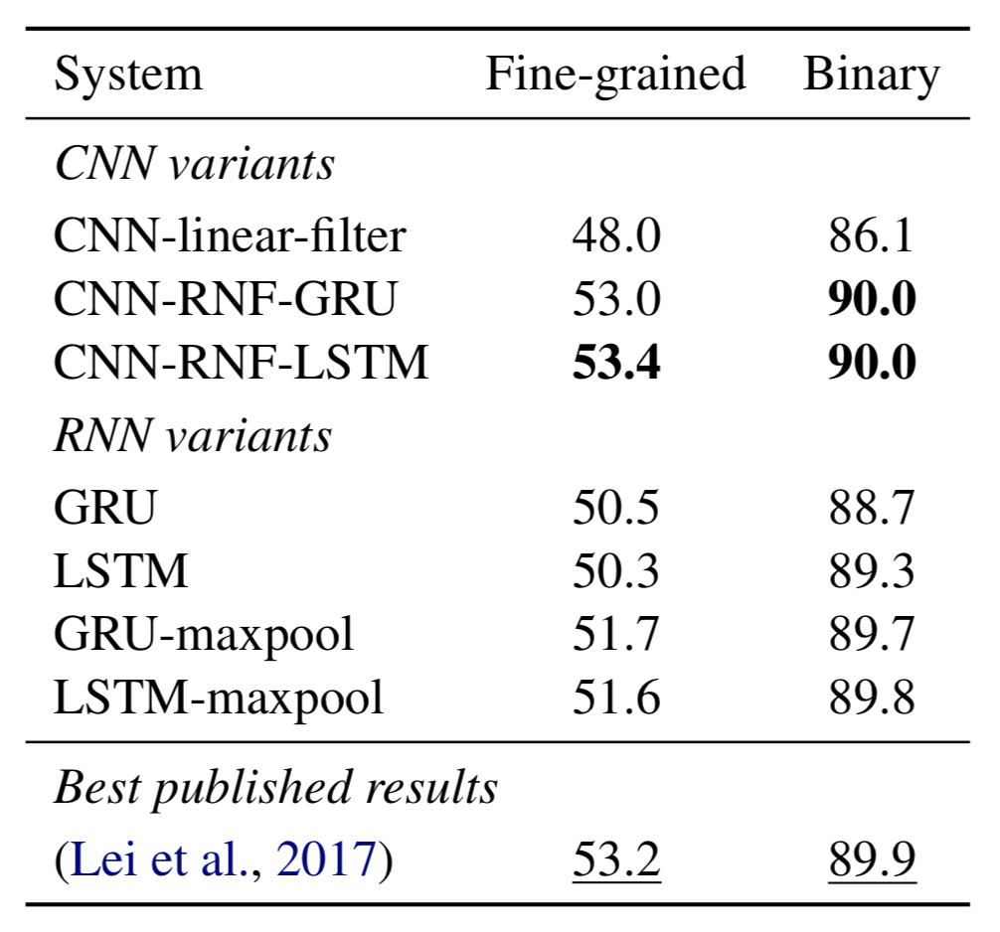 System Fine-grained Binary
CNN variants
CNN-linear-filter 48.0 86.1
CNN-RNF-GRU 53.0 90.0
CNN-RNF-LSTM 53.4 90.0
RNN variants
GRU 50.5 88.7
LSTM 50.3 89.3
GRU-maxpool 51.7 89.7
LSTM-maxpool 51.6 89.8
Best published results
(Lei et al., 2017) 53.2 89.9